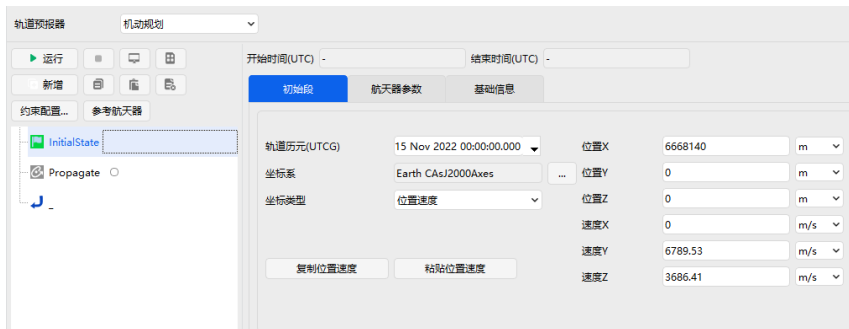 轨道预报器 机动规划
运行
开始时间(UTC) - 结束时间(UTC) -
新增
初始段 航天器参数 基础信息
约束配置... 参考航天器
InitialState
轨道历元(UTCG) 15 Nov 2022 00:00:00.000 位置X 6668140 m
Propagate
坐标系 Earth CAsJ2000Axes ... 位置Y 0 m
坐标类型 位置速度 位置Z 0 m
-
速度X 0 m/s
速度Y 6789.53 m/s
复制位置速度 粘贴位置速度
速度Z 3686.41 m/s